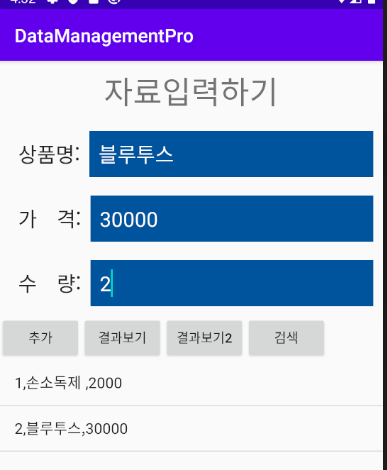 4:52
DataManagementPro
자료입력하기
상품명: 블루투스
가 격: 30000
수 량: 2
추가 결과보기 결과보기2 검색
1,손소독제 ,2000
2,블루투스,30000